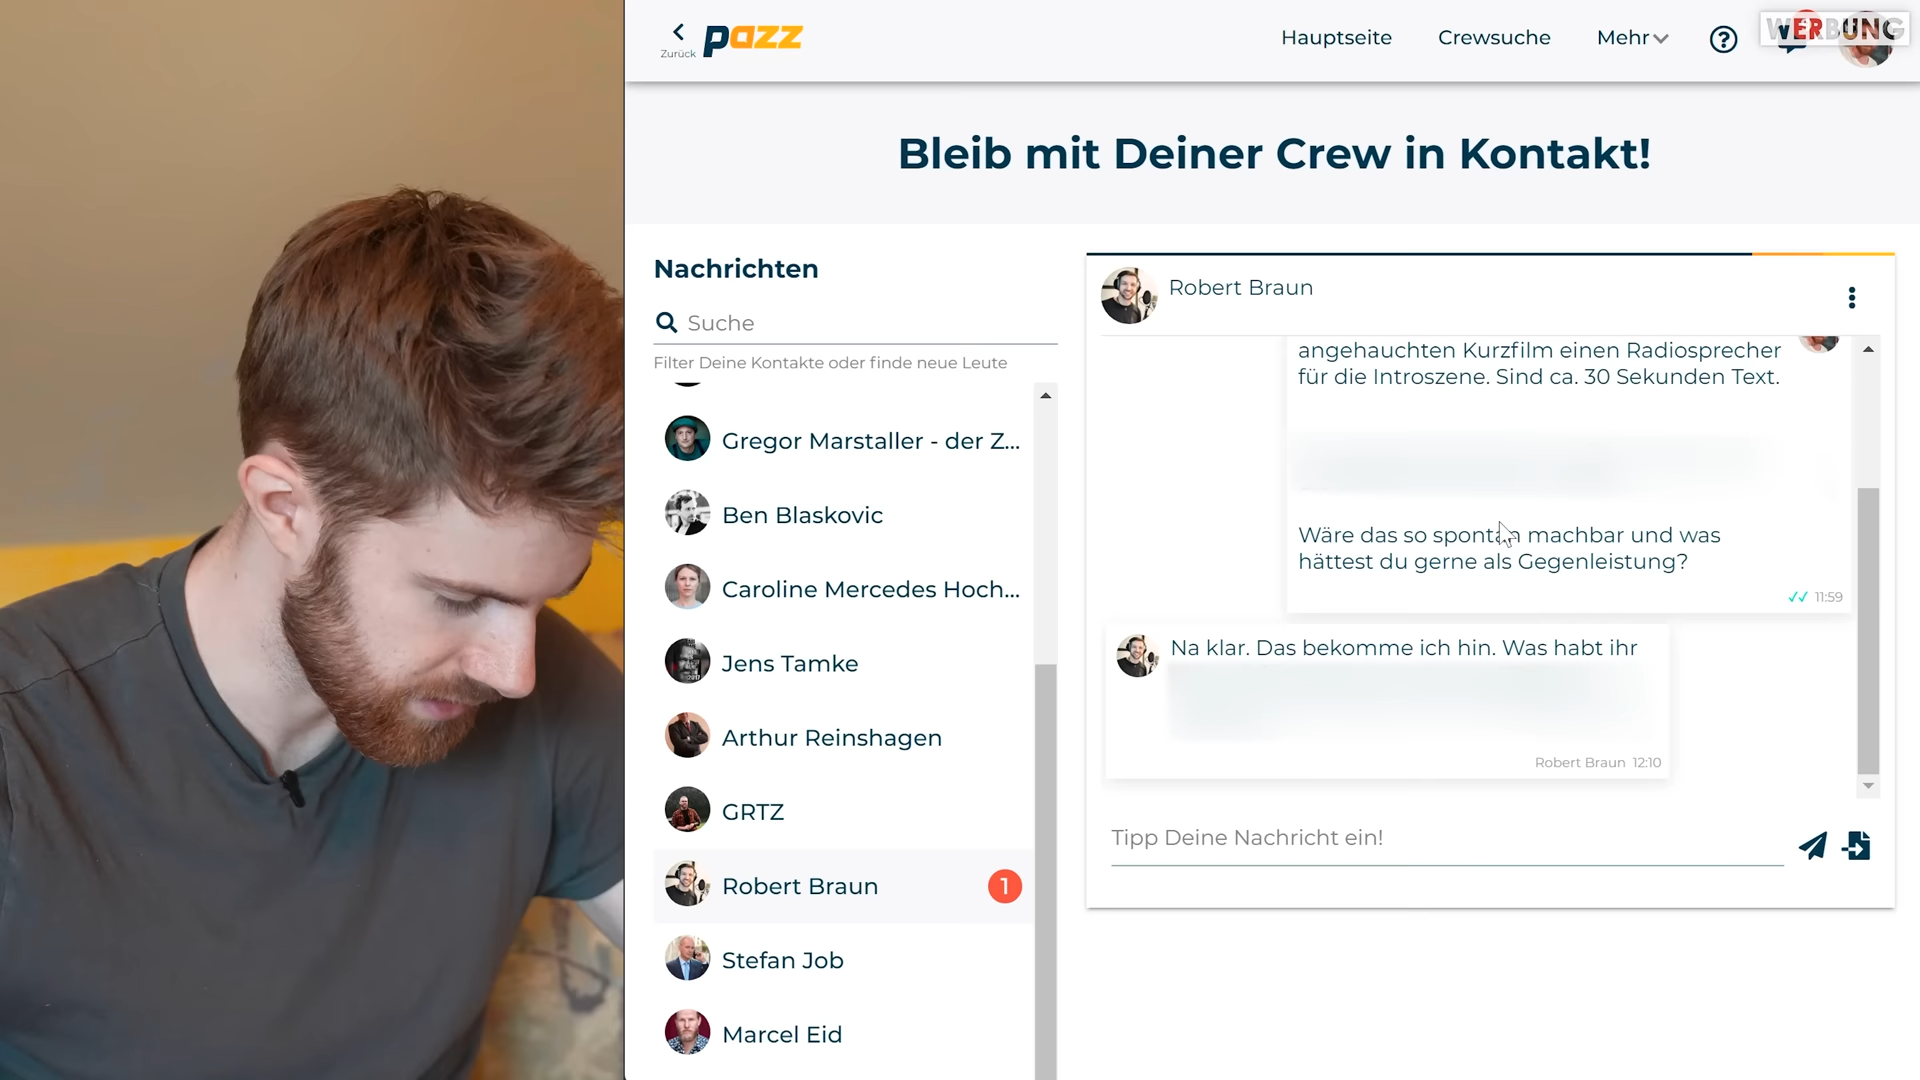 Zurück
pazz
Hauptseite
Crewsuche
Mehr
?
WERBUNG
Bleib mit Deiner Crew in Kontakt!
Nachrichten
Suche
Filter Deine Kontakte oder finde neue Leute
Gregor Marstaller - der Z...
Ben Blaskovic
Caroline Mercedes Hoch...
Jens Tamke
Arthur Reinshagen
GRTZ
Robert Braun
1
Stefan Job
Marcel Eid
Robert Braun
angehauchten Kurzfilm einen Radiosprecher
für die Introszene. Sind ca. 30 Sekunden Text.
Wäre das so spontan machbar und was
hättest du gerne als Gegenleistung?
11:59
Na klar. Das bekomme ich hin. Was habt ihr
Robert Braun 12:10
Tipp Deine Nachricht ein!